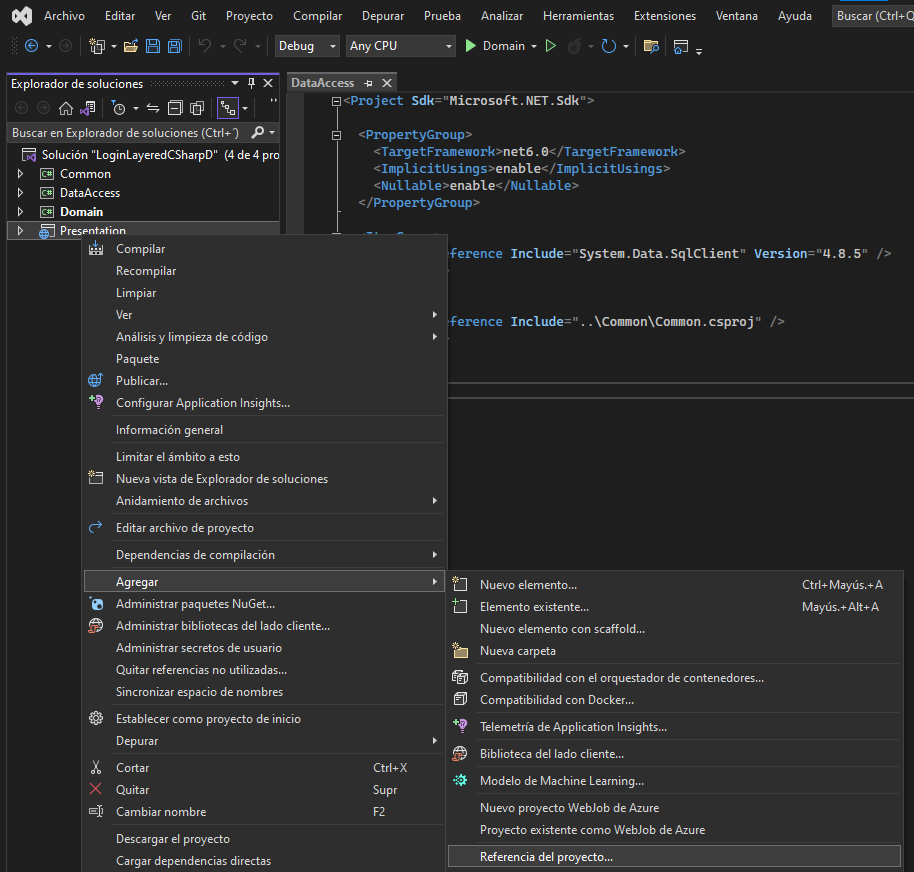 Archivo Editar Ver Git Proyecto Compilar Depurar Prueba Analizar Herramientas Extensiones Ventana Ayuda Buscar (Ctrl+Q
Debug Any CPU Domain
Explorador de soluciones
Buscar en Explorador de soluciones (Ctrl+´)
Solución "LoginLayeredCSharpD" (4 de 4 pro
Common
DataAccess
Domain
Presentation
DataAccess
<Project Sdk="Microsoft.NET.Sdk">
<PropertyGroup>
<TargetFramework>net6.0</TargetFramework>
<ImplicitUsings>enable</ImplicitUsings>
<Nullable>enable</Nullable>
</PropertyGroup>
ference Include="System.Data.SqlClient" Version="4.8.5" />
ference Include="..\Common\Common.csproj" />
Compilar
Recompilar
Limpiar
Ver
Análisis y limpieza de código
Paquete
Publicar...
Configurar Application Insights...
Información general
Limitar el ámbito a esto
Nueva vista de Explorador de soluciones
Anidamiento de archivos
Editar archivo de proyecto
Dependencias de compilación
Agregar
Administrar paquetes NuGet...
Administrar bibliotecas del lado cliente...
Administrar secretos de usuario
Quitar referencias no utilizadas...
Sincronizar espacio de nombres
Establecer como proyecto de inicio
Depurar
Cortar Ctrl+X
Quitar Supr
Cambiar nombre F2
Descargar el proyecto
Cargar dependencias directas
Nuevo elemento... Ctrl+Mayús.+A
Elemento existente... Mayús.+Alt+A
Nuevo elemento con scaffold...
Nueva carpeta
Compatibilidad con el orquestador de contenedores...
Compatibilidad con Docker...
Telemetría de Application Insights...
Biblioteca del lado cliente...
Modelo de Machine Learning...
Nuevo proyecto WebJob de Azure
Proyecto existente como WebJob de Azure
Referencia del proyecto...